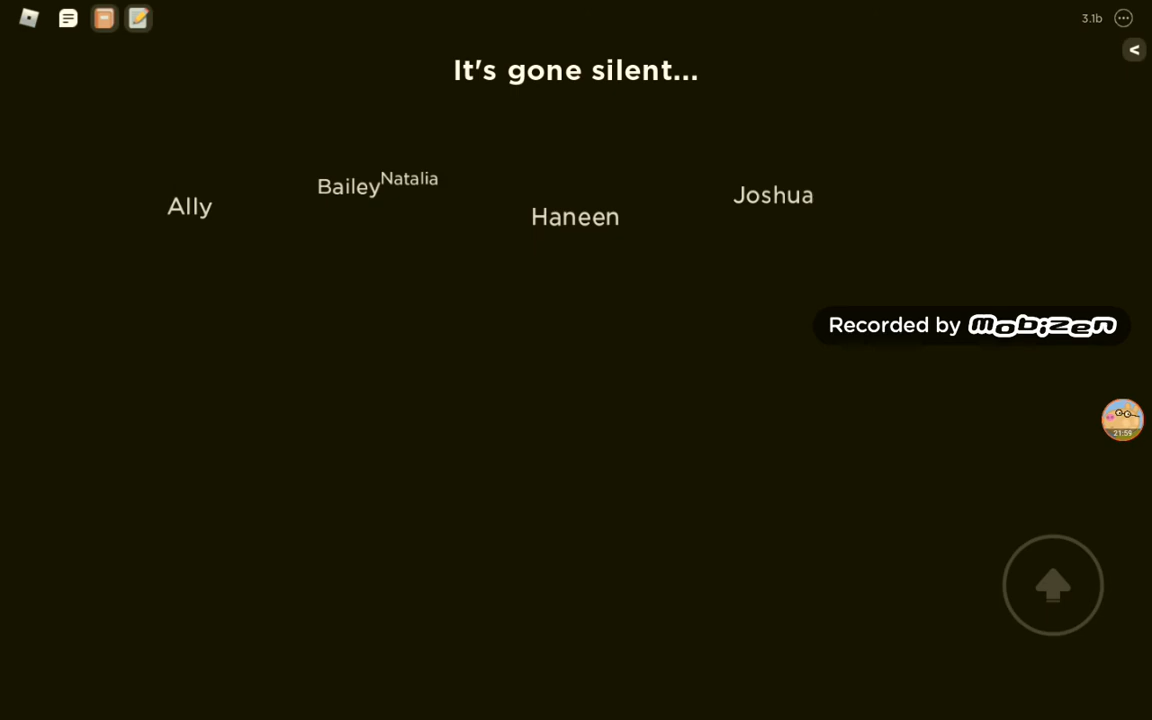 3.1b
<
It's gone silent...
Natalia
Bailey
Joshua
Ally
Haneen
Recorded by mobizen
21:59